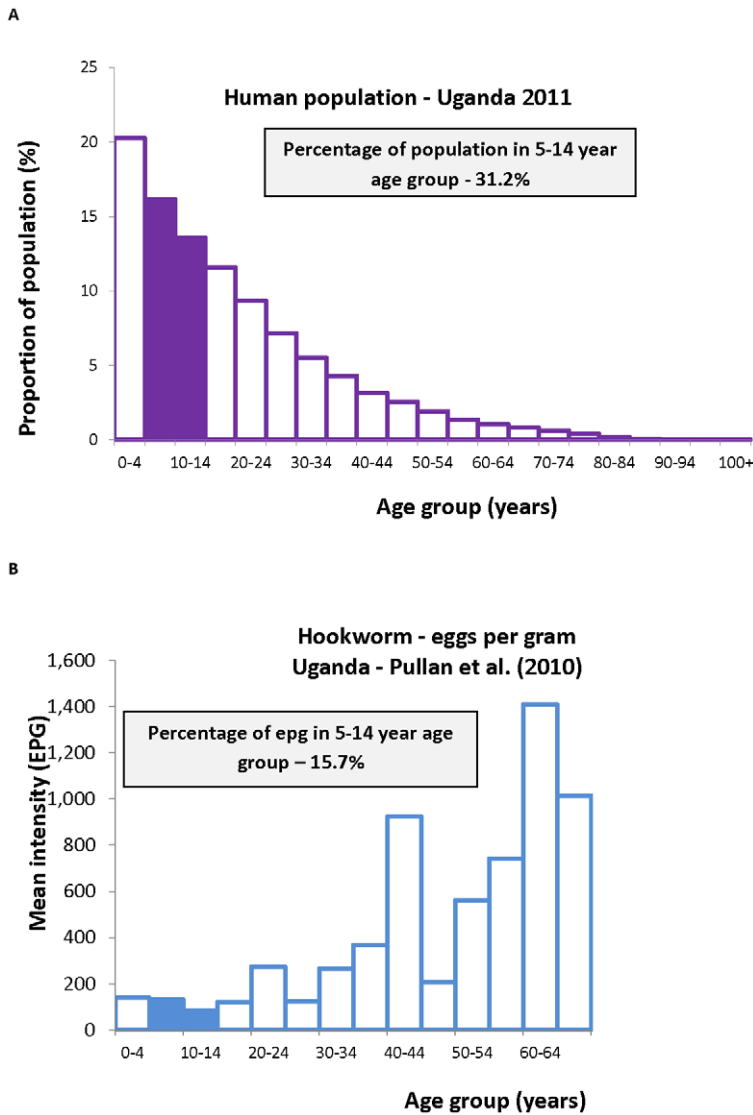 A
25
Human population - Uganda 2011
20
Percentage of population in 5-14 year
age group - 31.2%
15
10
5
0
Proportion of population (%)
0-4 10-14 20-24 30-34 40-44 50-54 60-64 70-74 80-84 90-94 100+
Age group (years)
B
Hookworm - eggs per gram
Uganda - Pullan et al. (2010)
1,600
1,400
Percentage of epg in 5-14 year age
group – 15.7%
1,200
1,000
800
600
400
200
0
Mean intensity (EPG)
0-4 10-14 20-24 30-34 40-44 50-54 60-64
Age group (years)